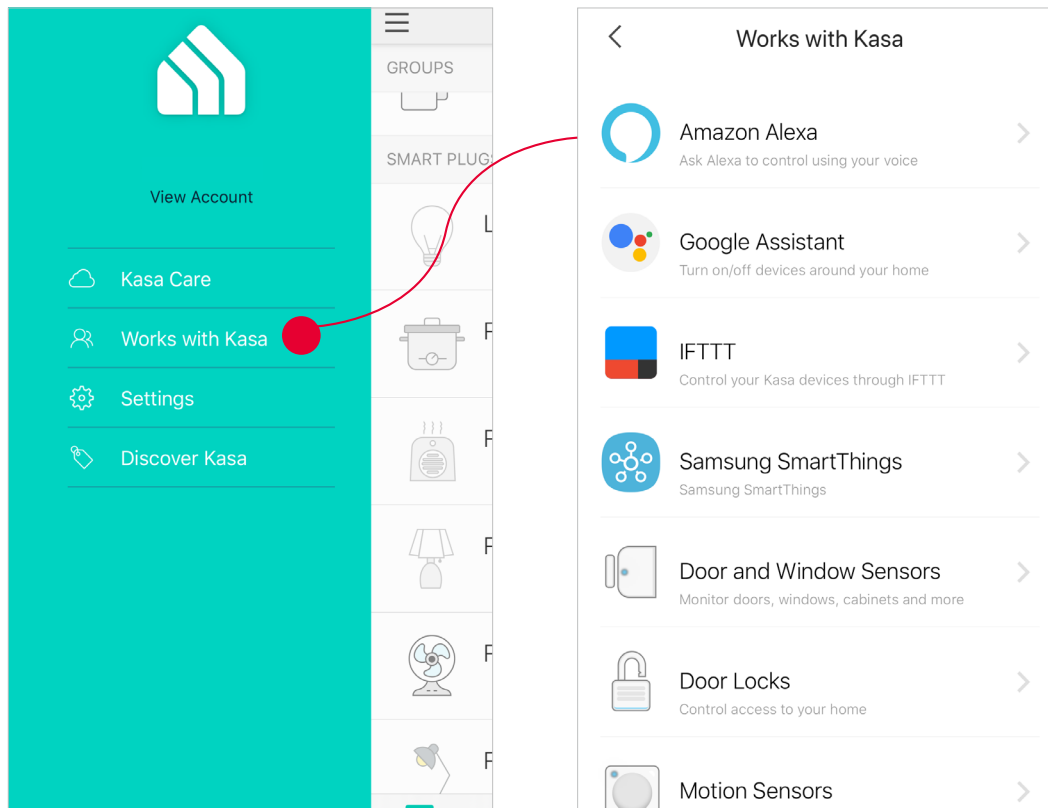 View Account
Kasa Care
Works with Kasa
Settings
Discover Kasa
GROUPS
SMART PLUGS
Works with Kasa
Amazon Alexa
Ask Alexa to control using your voice
Google Assistant
Turn on/off devices around your home
IFTTT
Control your Kasa devices through IFTTT
Samsung SmartThings
Samsung SmartThings
Door and Window Sensors
Monitor doors, windows, cabinets and more
Door Locks
Control access to your home
Motion Sensors